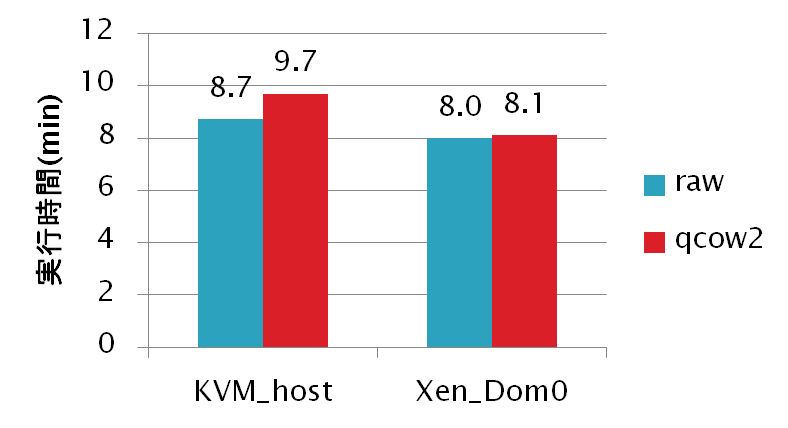 12
10
8
6
4
2
0
実行時間(min)
8.7
9.7
8.0
8.1
KVM_host
Xen_Dom0
raw
qcow2